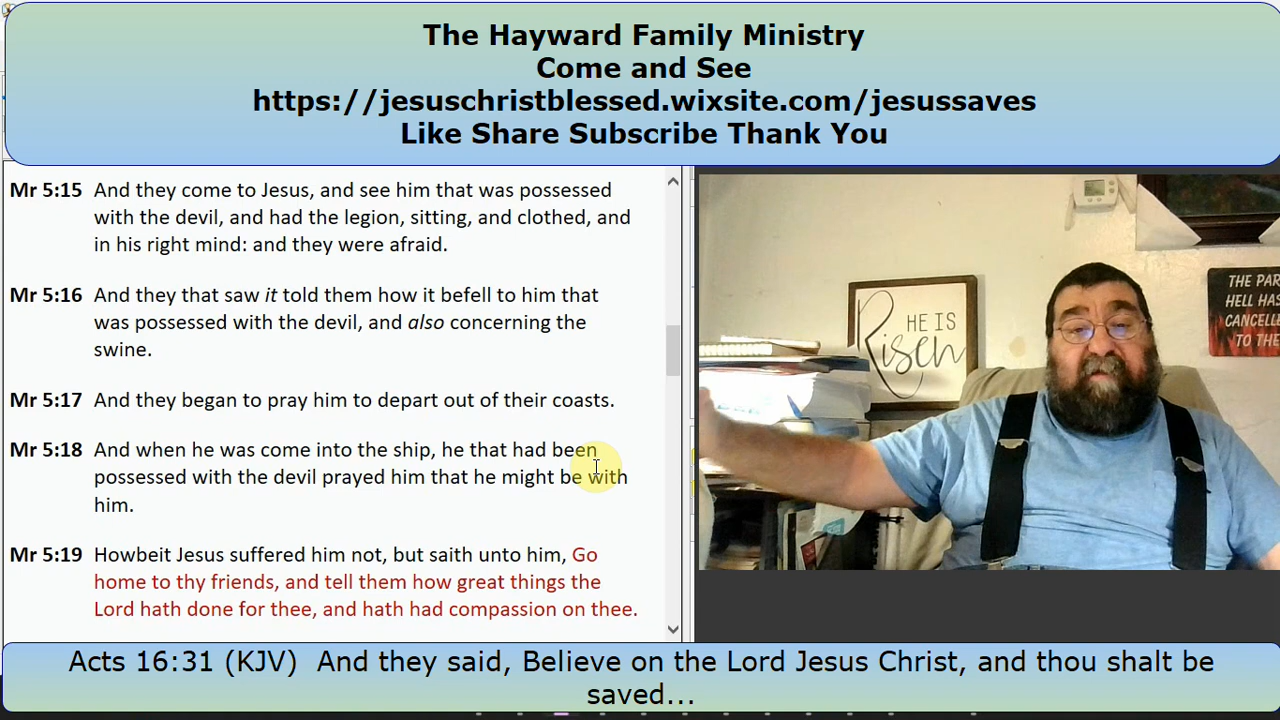 The Hayward Family Ministry
Come and See
https://jesuschristblessed.wixsite.com/jesussaves
Like Share Subscribe Thank You
Mr 5:15 And they come to Jesus, and see him that was possessed
with the devil, and had the legion, sitting, and clothed, and
in his right mind: and they were afraid.
Mr 5:16 And they that saw it told them how it befell to him that
was possessed with the devil, and also concerning the
swine.
Mr 5:17 And they began to pray him to depart out of their coasts.
Mr 5:18 And when he was come into the ship, he that had been
possessed with the devil prayed him that he might be with
him.
Mr 5:19 Howbeit Jesus suffered him not, but saith unto him, Go
home to thy friends, and tell them how great things the
Lord hath done for thee, and hath had compassion on thee.
HE IS
Risen
THE PAR
HELL HAS
CANCELLE
TO THE
Acts 16:31 (KJV) And they said, Believe on the Lord Jesus Christ, and thou shalt be
saved...